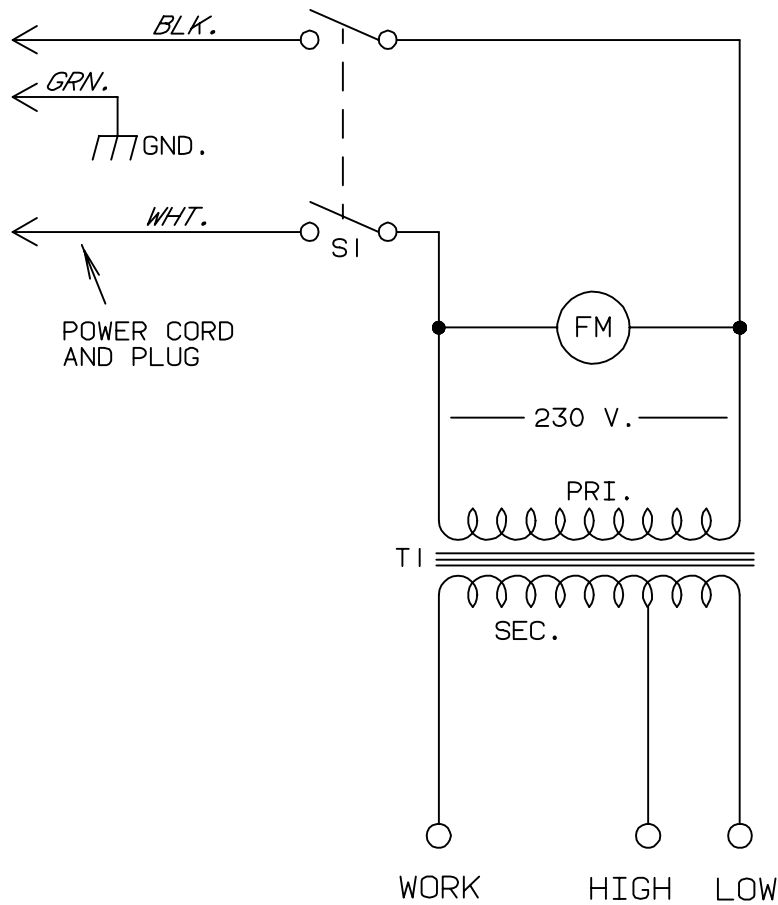 BLK.
GRN.
GND.
WHT.
S1
POWER CORD
AND PLUG
FM
230 V.
PRI.
T1
SEC.
WORK
HIGH
LOW